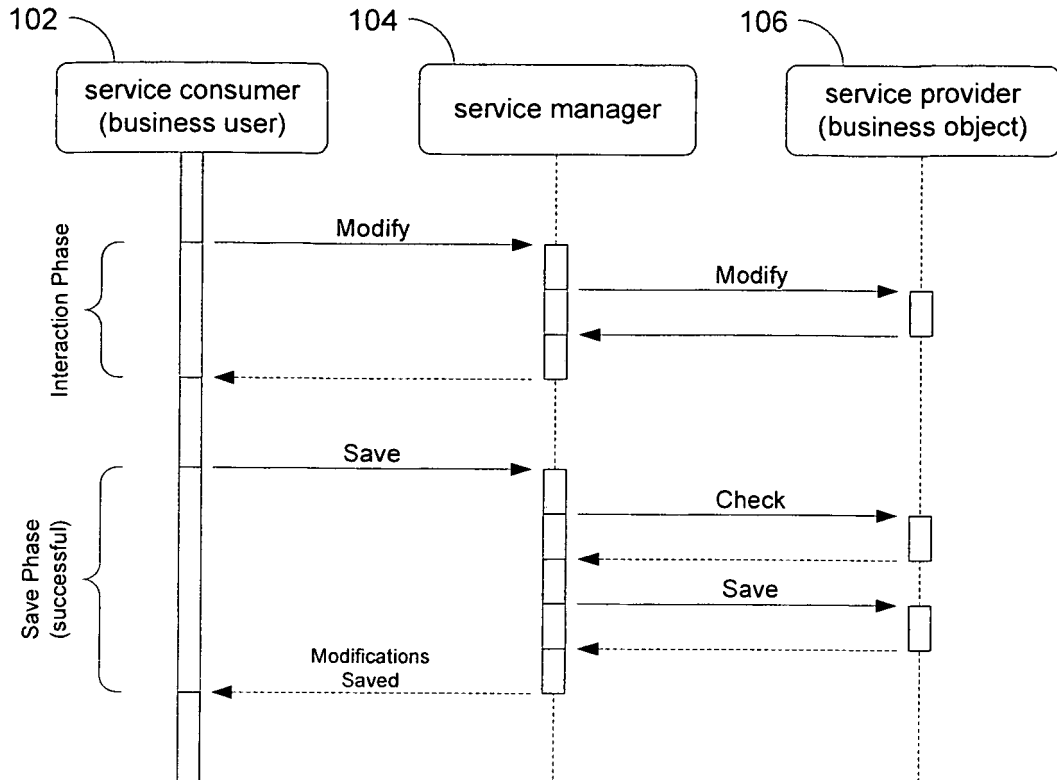 102
104
106
service consumer
(business user)
service manager
service provider
(business object)
Interaction Phase
Modify
Modify
Save Phase
(successful)
Save
Check
Save
Modifications
Saved